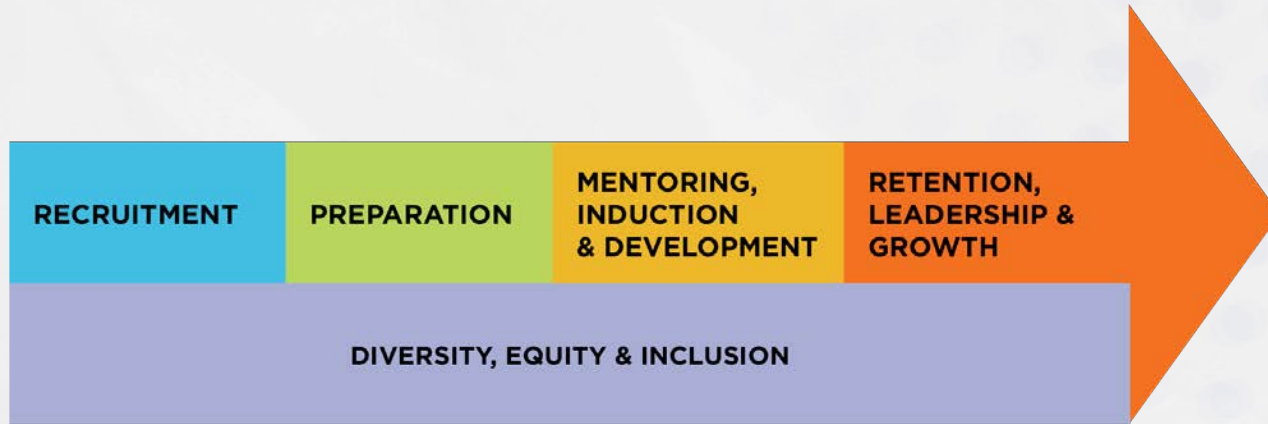 RECRUITMENT
PREPARATION
MENTORING,
INDUCTION
& DEVELOPMENT
RETENTION,
LEADERSHIP &
GROWTH
DIVERSITY, EQUITY & INCLUSION